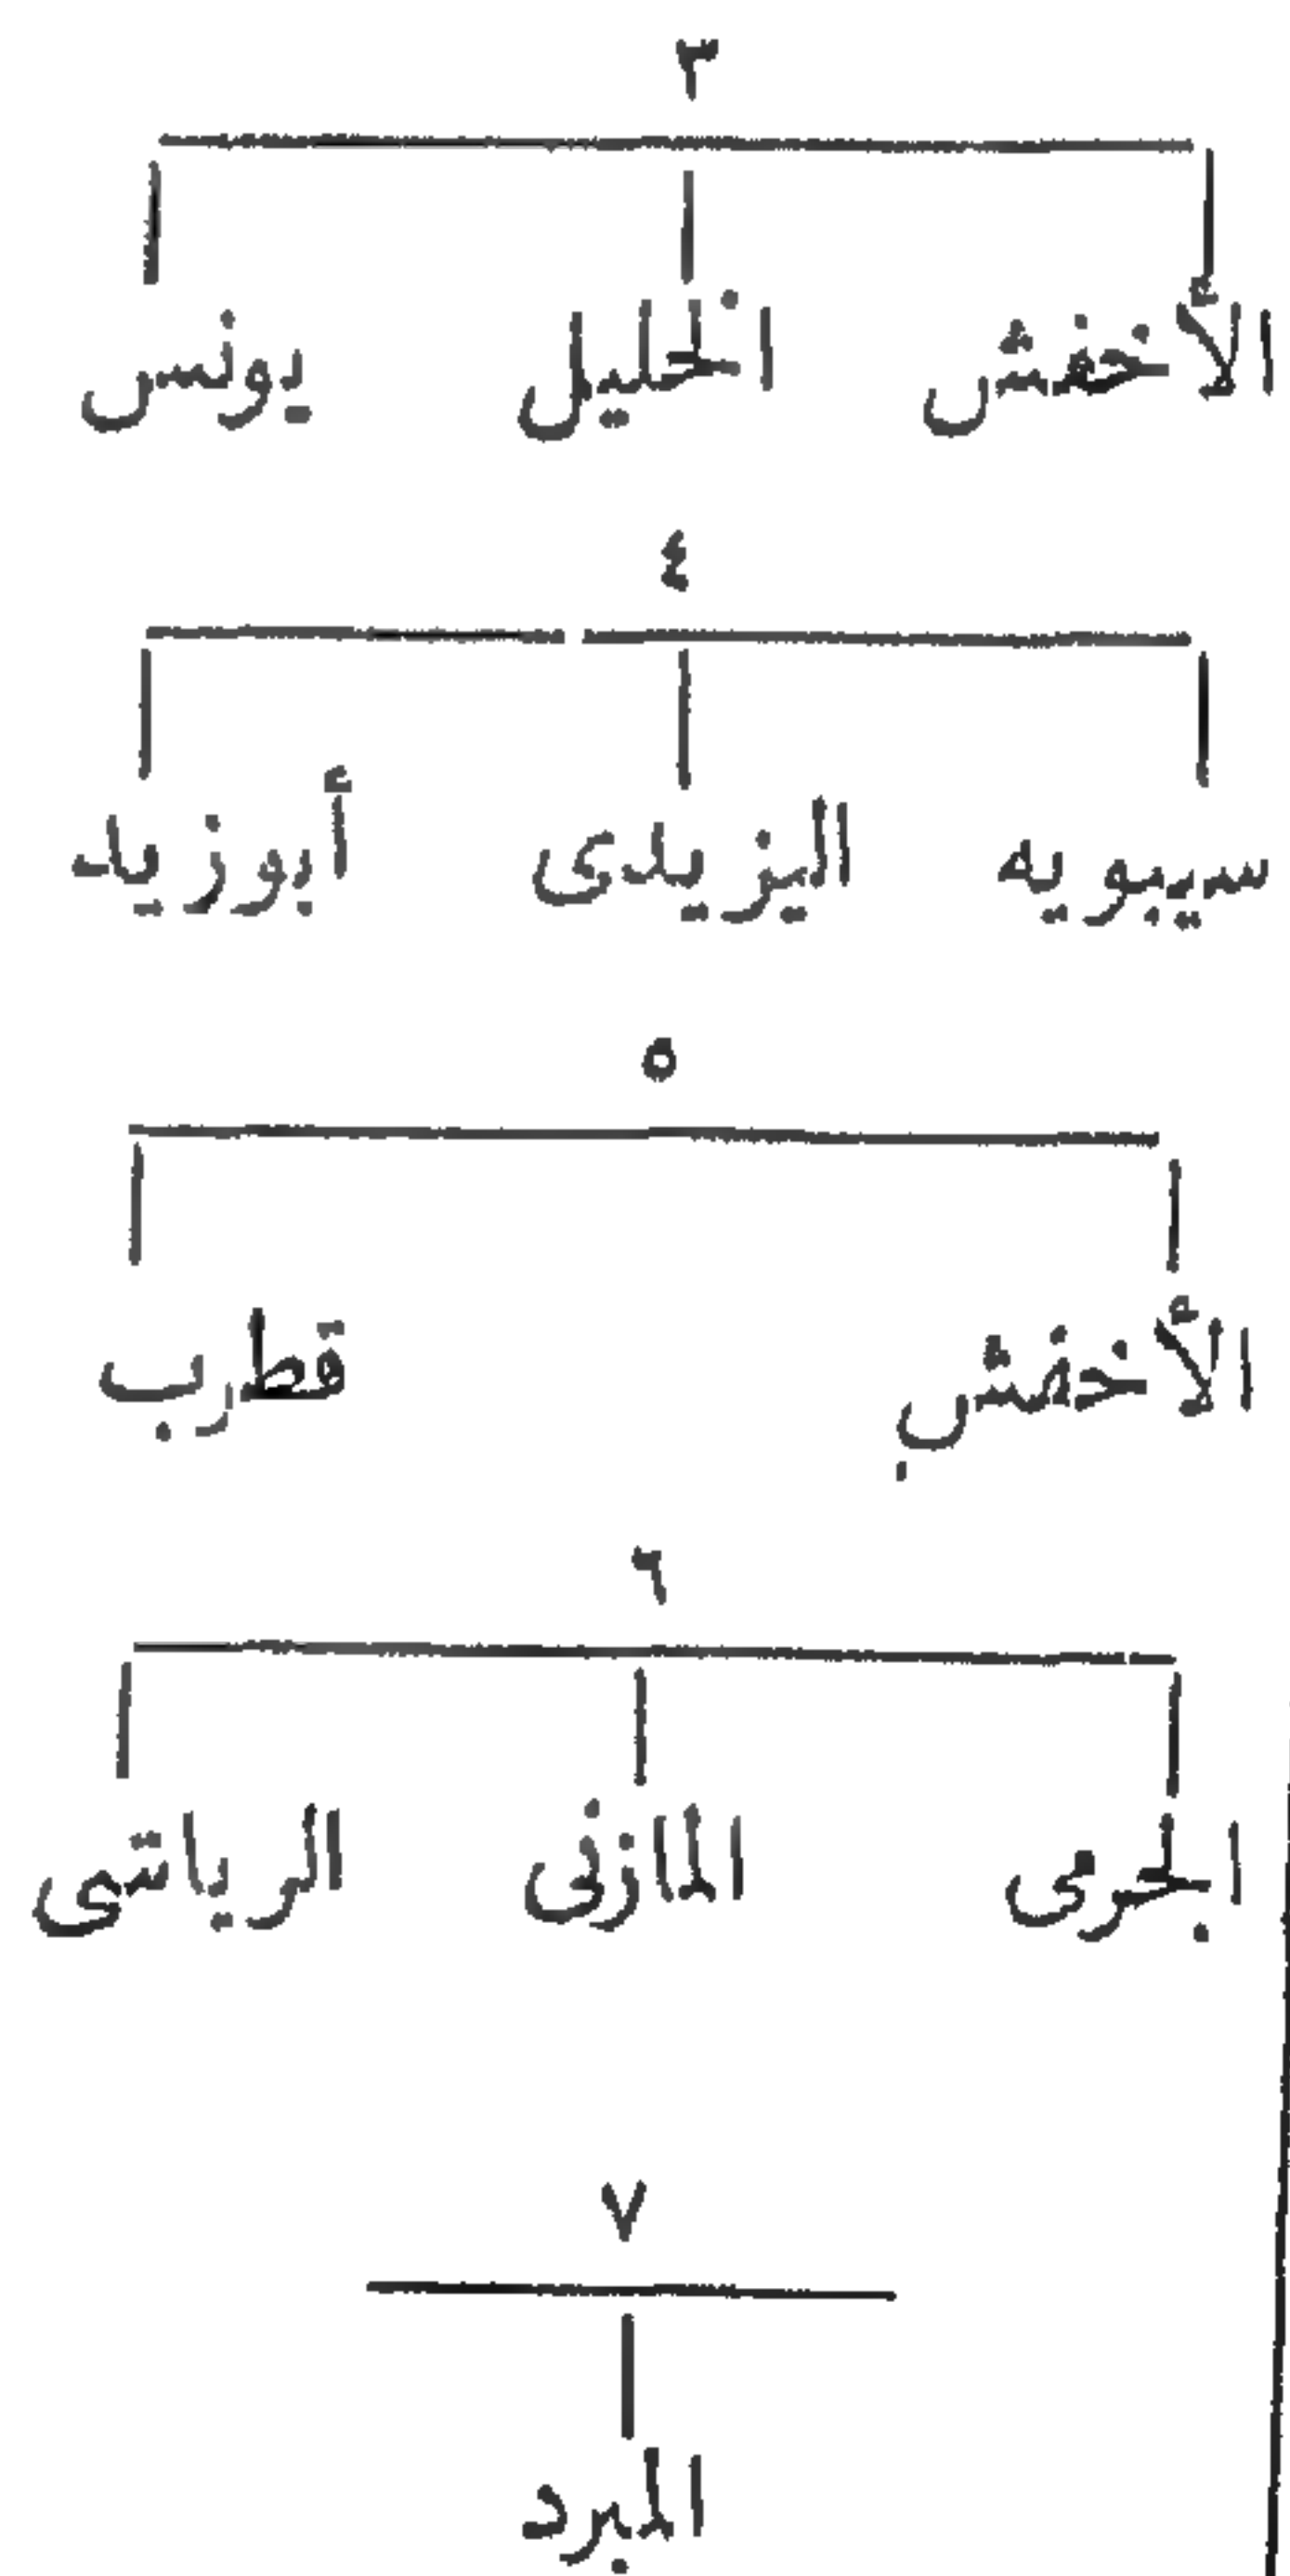 ٣
الأخفش الخليل يونس
٤
سيبويه اليزيدى أبو زيد
٥
الأخفش قطرب
٦
الجرمى المازنى الرياشى
٧
المبرد